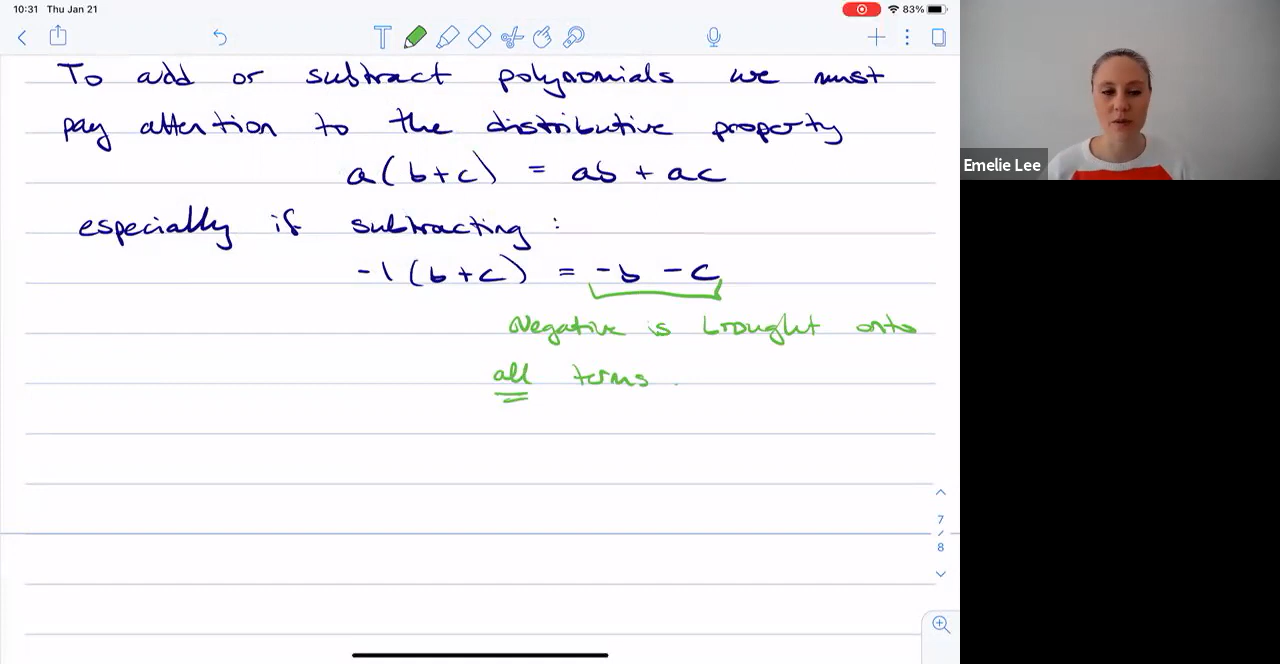 10:31 Thu Jan 21
83%
To add or subtract polynomials we must
pay attention to the distributive property
a(b+c) = ab + ac
especially if subtracting :
-1(b+c) = -b -c
Negative is brought onto
all terms.
7
/
8
Emelie Lee